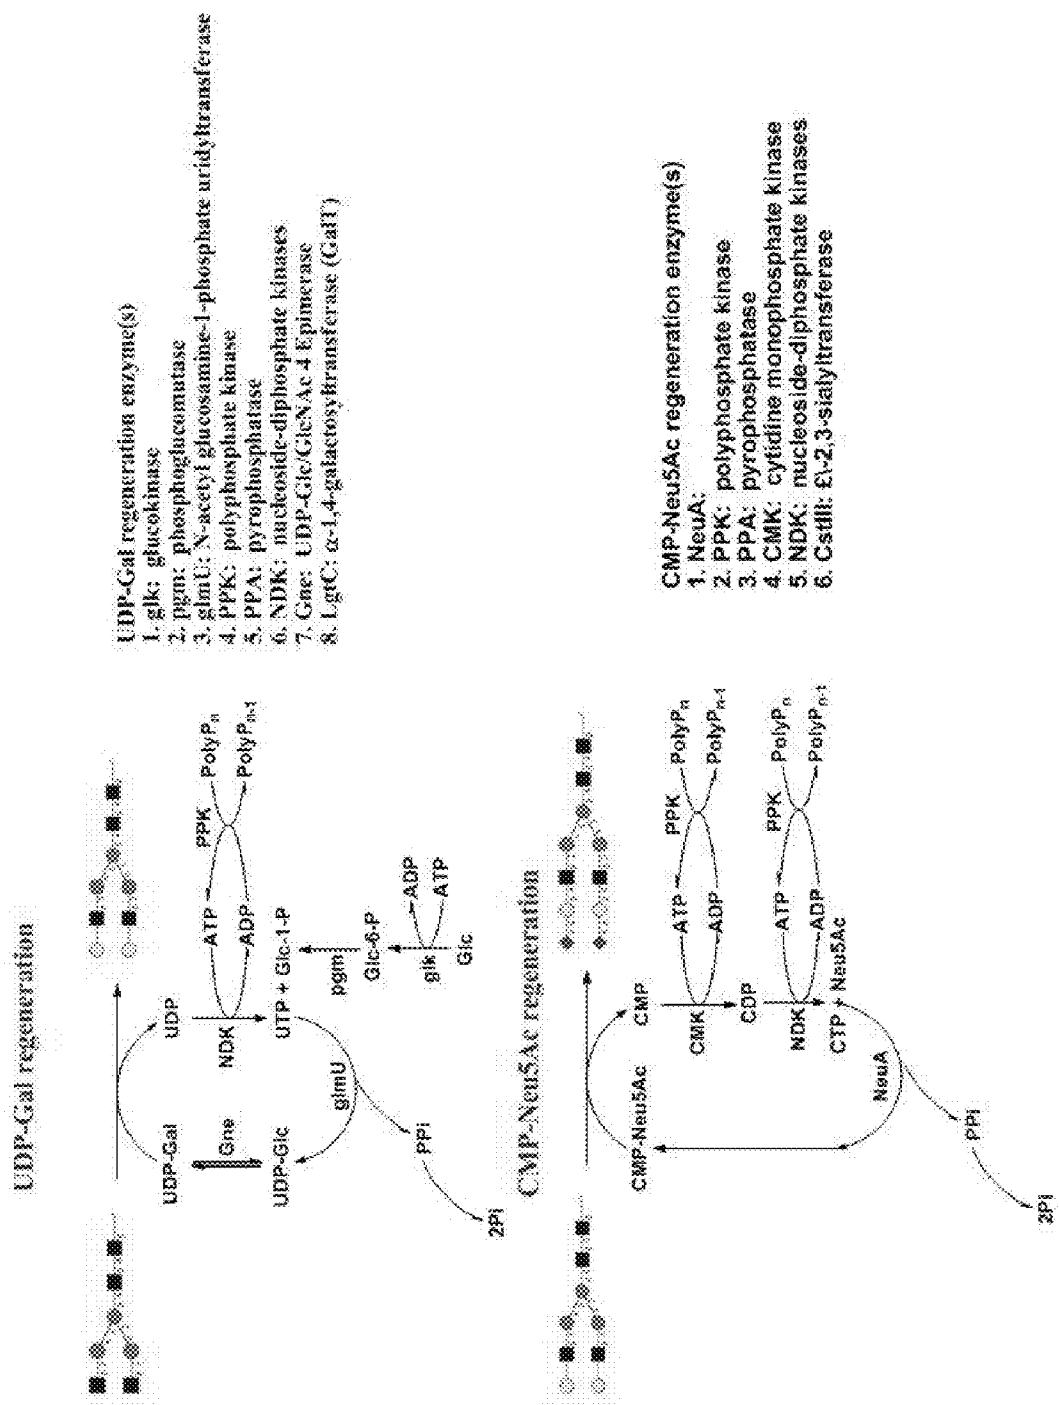 UDP-Gal regeneration
UDP-Gal
Gne
UDP-Glc
UDP
NDK
ATP
ADP
PPK
PolyPn
PolyPn-1
UTP + Glc-1-P
pgm
Glc-6-P
glk
ADP
ATP
Glc
glmU
PPi
2Pi
UDP-Gal regeneration enzyme(s)
1. glk: glucokinase
2. pgm: phosphoglucomutase
3. glmU: N-acetyl glucosamine-1-phosphate uridyltransferase
4. PPK: polyphosphate kinase
5. PPA: pyrophosphatase
6. NDK: nucleoside-diphosphate kinases
7. Gne: UDP-Glc/GlcNAc 4 Epimerase
8. LgtC: α-1,4-galactosyltransferase (GalT)
CMP-Neu5Ac regeneration
CMP-Neu5Ac
CMP
CMK
ATP
ADP
PPK
PolyPn
PolyPn-1
CDP
NDK
ATP
ADP
PPK
PolyPn
PolyPn-1
CTP + Neu5Ac
NeuA
PPi
2Pi
CMP-Neu5Ac regeneration enzyme(s)
1. NeuA:
2. PPK: polyphosphate kinase
3. PPA: pyrophosphatase
4. CMK: cytidine monophosphate kinase
5. NDK: nucleoside-diphosphate kinases
6. CstIII: £\-2,3-sialyltransferase